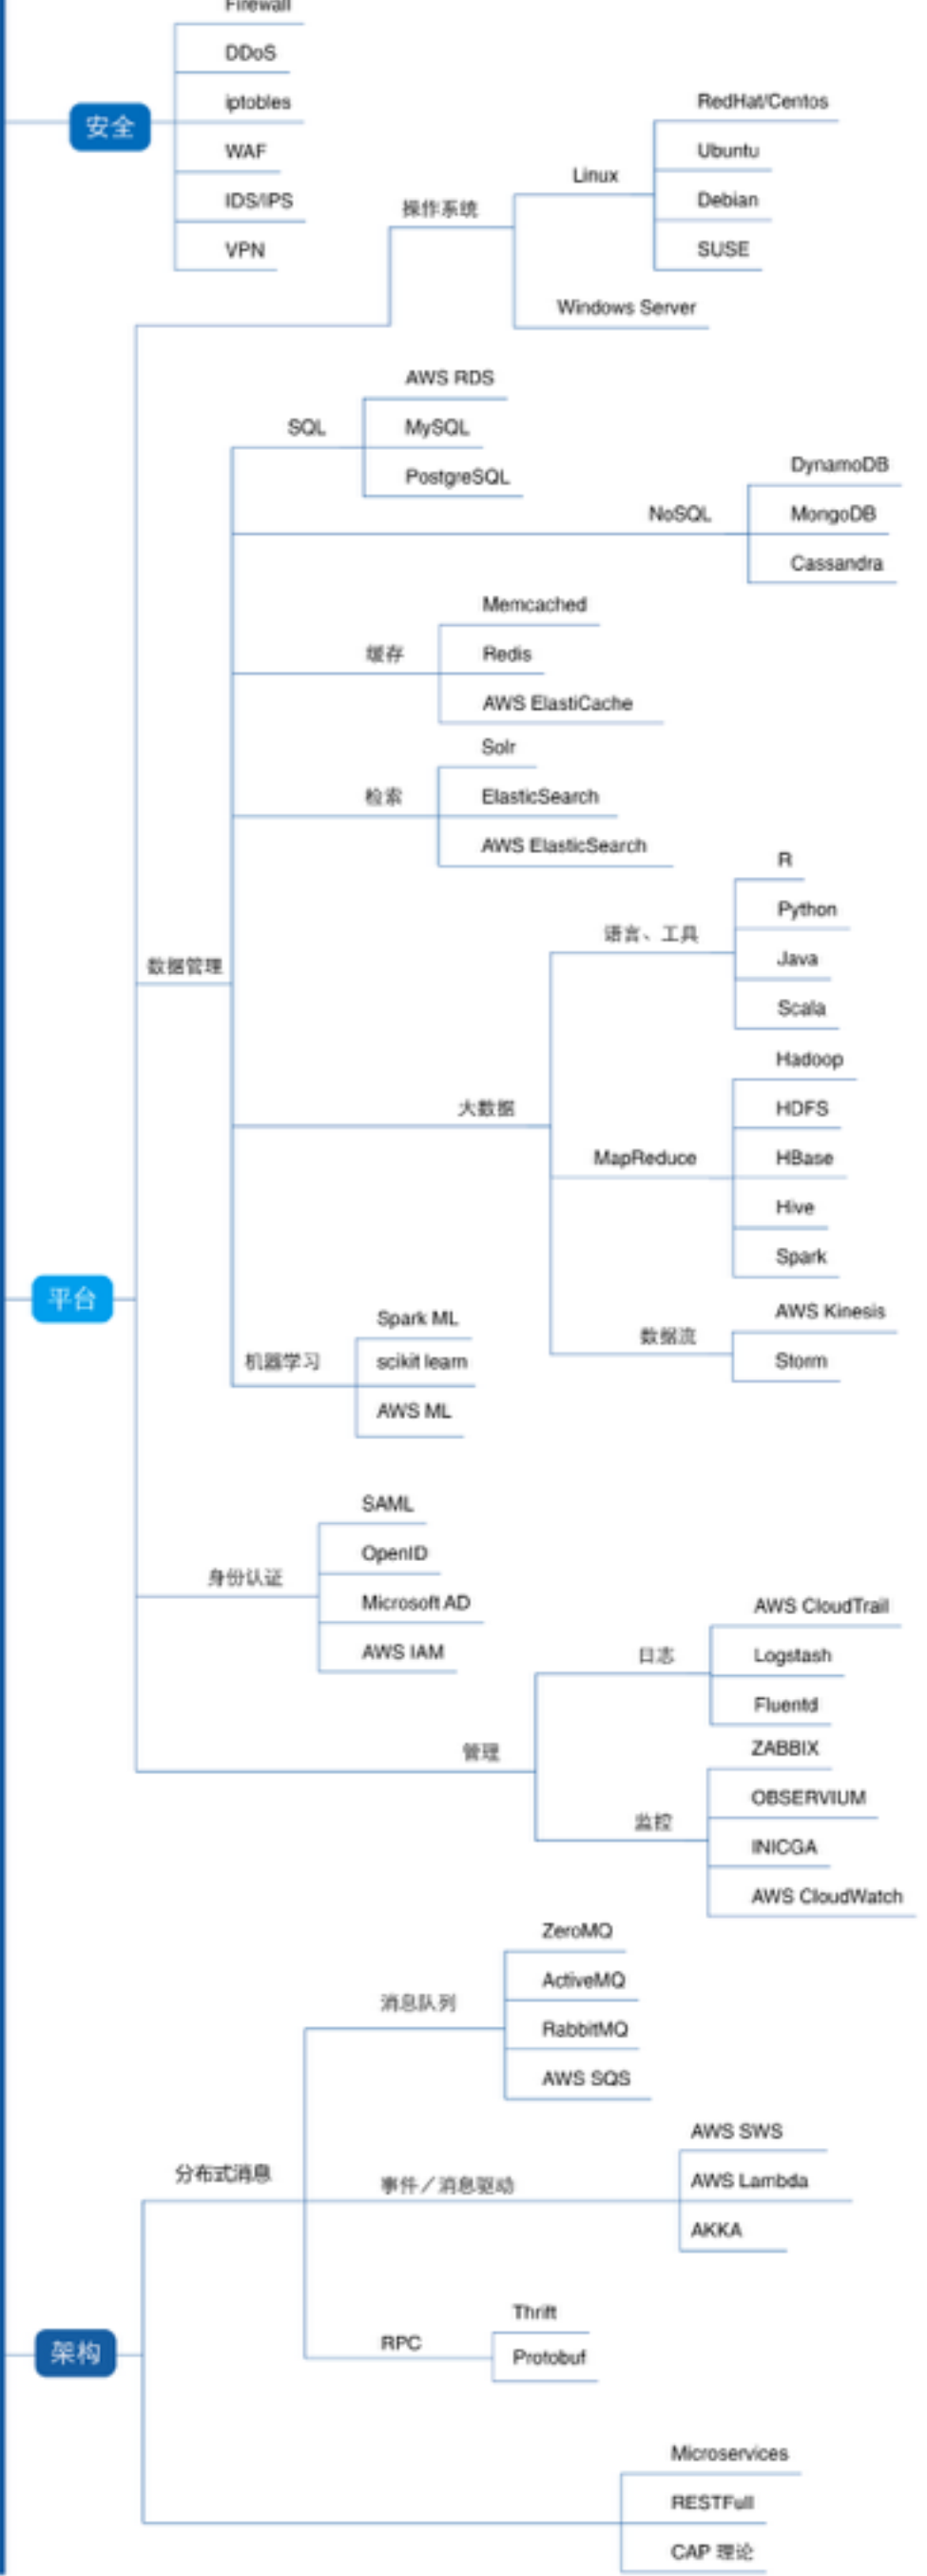 Firewall
DDoS
iptobles
安全
WAF
IDS/IPS
VPN
RedHat/Centos
Ubuntu
Linux
Debian
操作系统
SUSE
Windows Server
AWS RDS
SQL
MySQL
PostgreSQL
DynamoDB
NoSQL
MongoDB
Cassandra
Memcached
缓存
Redis
AWS ElastiCache
Solr
检索
ElasticSearch
AWS ElasticSearch
R
Python
语言、工具
Java
Scala
数据管理
Hadoop
HDFS
大数据
MapReduce
HBase
Hive
Spark
平台
AWS Kinesis
数据流
Storm
Spark ML
机器学习
scikit learn
AWS ML
SAML
OpenID
身份认证
Microsoft AD
AWS IAM
AWS CloudTrail
日志
Logstash
Fluentd
管理
ZABBIX
OBSERVIUM
监控
INICGA
AWS CloudWatch
ZeroMQ
ActiveMQ
消息队列
RabbitMQ
AWS SQS
AWS SWS
分布式消息
事件／消息驱动
AWS Lambda
AKKA
Thrift
RPC
Protobuf
架构
Microservices
RESTFull
CAP 理论